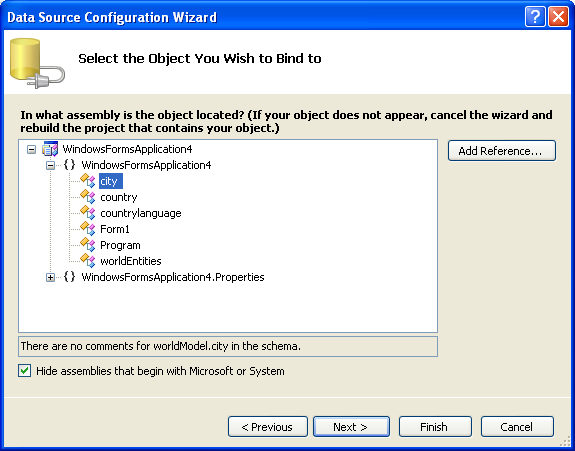 Data Source Configuration Wizard
Select the Object You Wish to Bind to
In what assembly is the object located? (If your object does not appear, cancel the wizard and
rebuild the project that contains your object.)
WindowsFormsApplication4
Add Reference...
{} WindowsFormsApplication4
city
country
countrylanguage
Form1
Program
worldEntities
{} WindowsFormsApplication4.Properties
There are no comments for worldModel.city in the schema.
Hide assemblies that begin with Microsoft or System
< Previous
Next >
Finish
Cancel